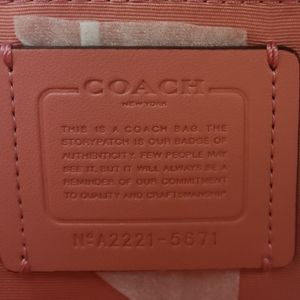 COACH
NEW YORK
THIS IS A COACH BAG. THE
STORYPATCH IS OUR BADGE OF
AUTHENTICITY. FEW PEOPLE MAY
SEE IT, BUT IT WILL ALWAYS BE A
REMINDER OF OUR COMMITMENT
TO QUALITY AND CRAFTSMANSHIP.
NºA2221-5671